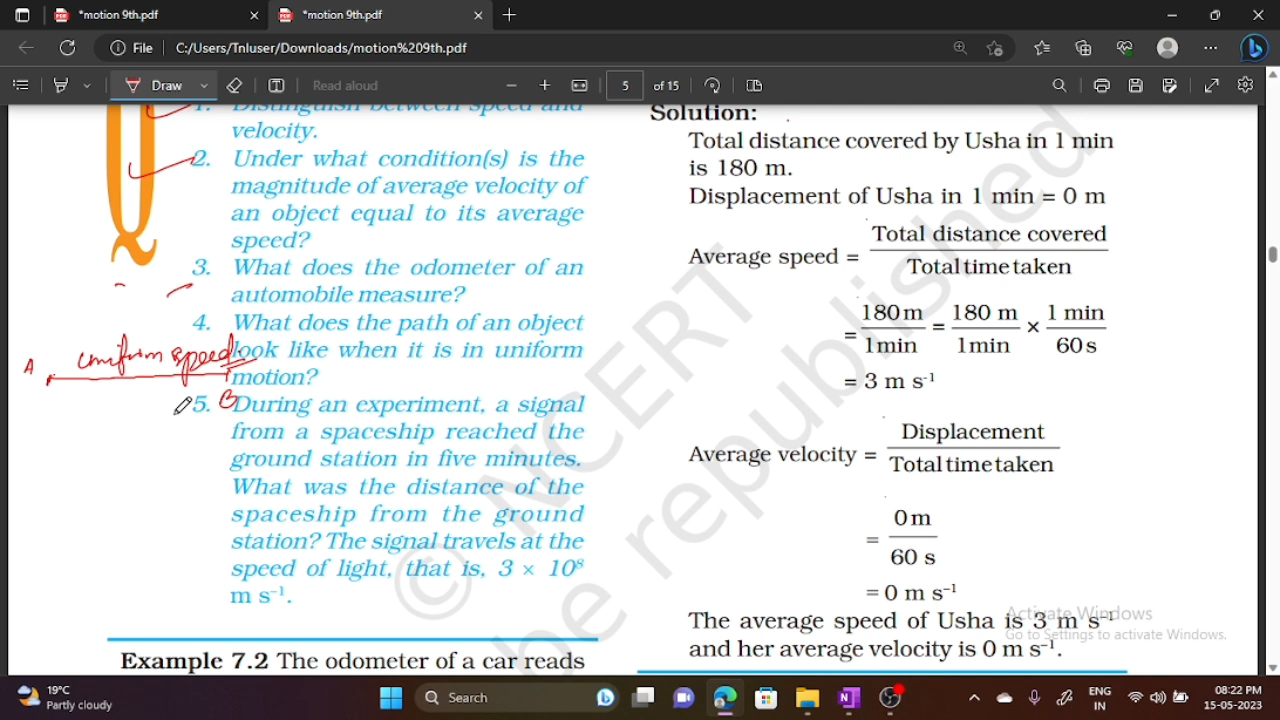 *motion 9th.pdf
*motion 9th.pdf
File
C:/Users/Tnluser/Downloads/motion%209th.pdf
Draw
Read aloud
5
of 15
1. Distinguish between speed and
velocity.
2. Under what condition(s) is the
magnitude of average velocity of
an object equal to its average
speed?
3. What does the odometer of an
automobile measure?
4. What does the path of an object
look like when it is in uniform
motion?
A
uniform speed
B
5. During an experiment, a signal
from a spaceship reached the
ground station in five minutes.
What was the distance of the
spaceship from the ground
station? The signal travels at the
speed of light, that is, 3 × 10⁸
m s⁻¹.
Example 7.2 The odometer of a car reads
Solution:
Total distance covered by Usha in 1 min
is 180 m.
Displacement of Usha in 1 min = 0 m
Average speed = Total distance covered
Total time taken
= 180 m / 1 min = 180 m / 1 min × 1 min / 60 s
= 3 m s⁻¹
Average velocity = Displacement
Total time taken
= 0 m / 60 s
= 0 m s⁻¹
The average speed of Usha is 3 m s⁻¹
and her average velocity is 0 m s⁻¹.
© NCERT
be republished
Activate Windows
Go to Settings to activate Windows.
19°C
Partly cloudy
Search
ENG
IN
08:22 PM
15-05-2023